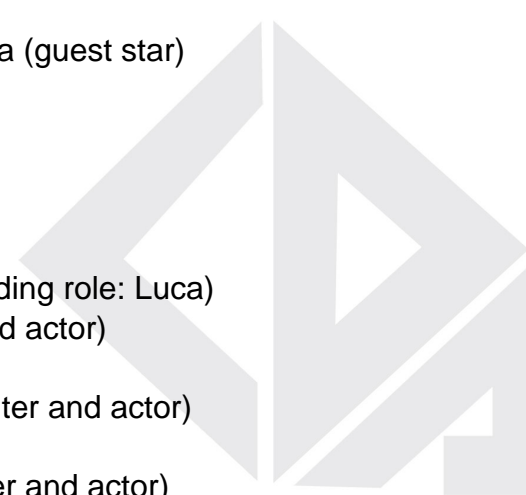 a (guest star)
ding role: Luca)
d actor)
ter and actor)
er and actor)